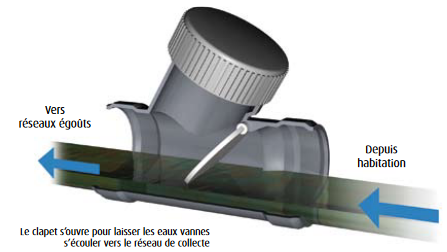 Vers
réseaux égoûts
Depuis
habitation
Le clapet s'ouvre pour laisser les eaux vannes
s'écouler vers le réseau de collecte